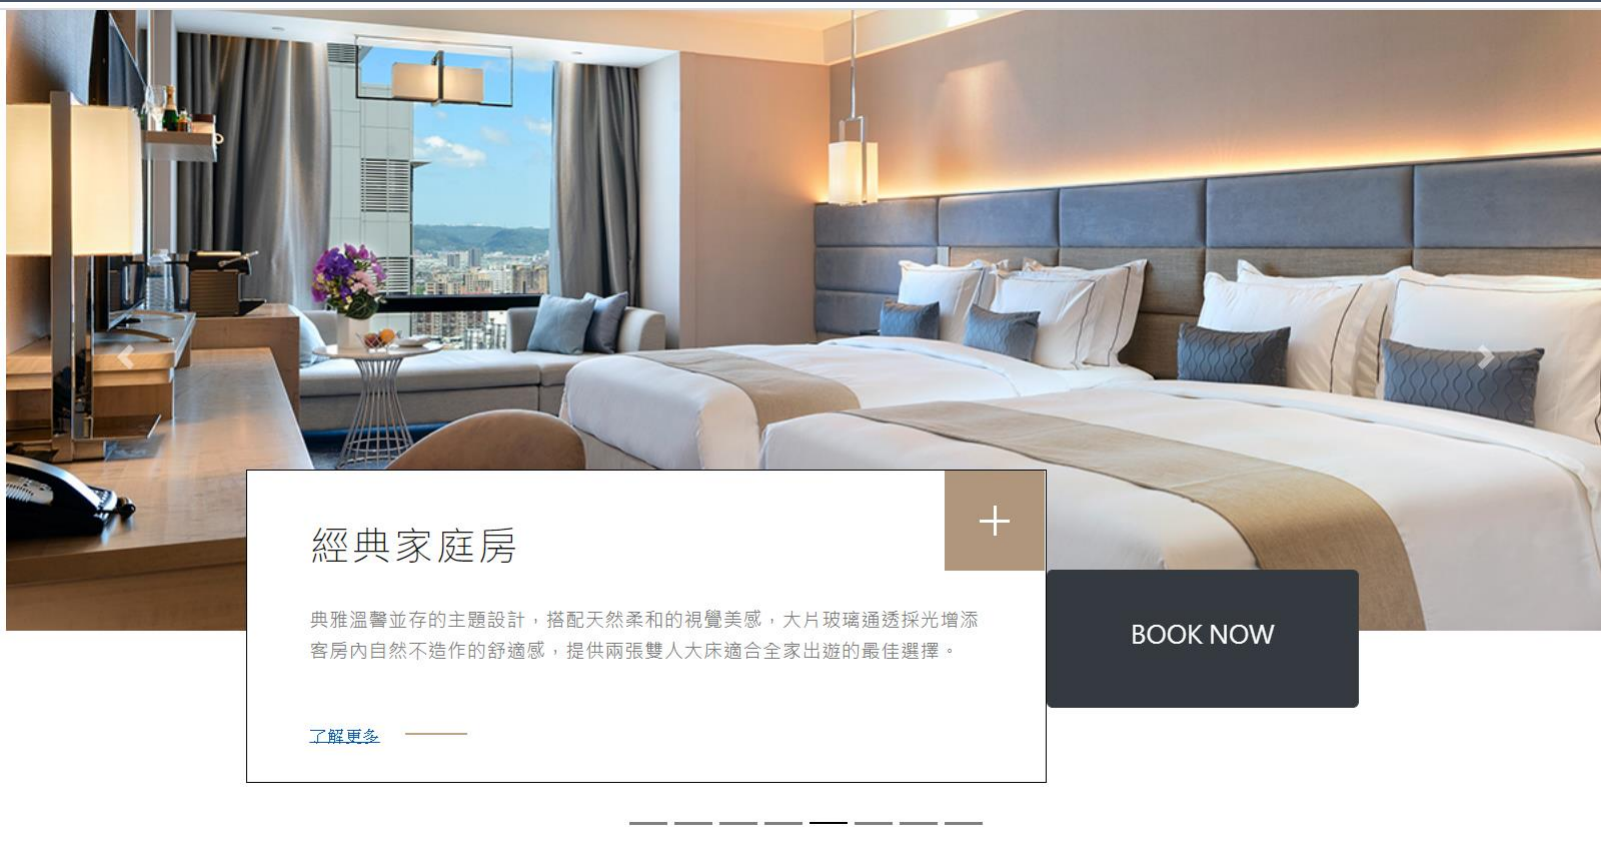 經典家庭房
典雅溫馨並存的主題設計，搭配天然柔和的視覺美感，大片玻璃通透採光增添
客房內自然不造作的舒適感，提供兩張雙人大床適合全家出遊的最佳選擇。
BOOK NOW
了解更多